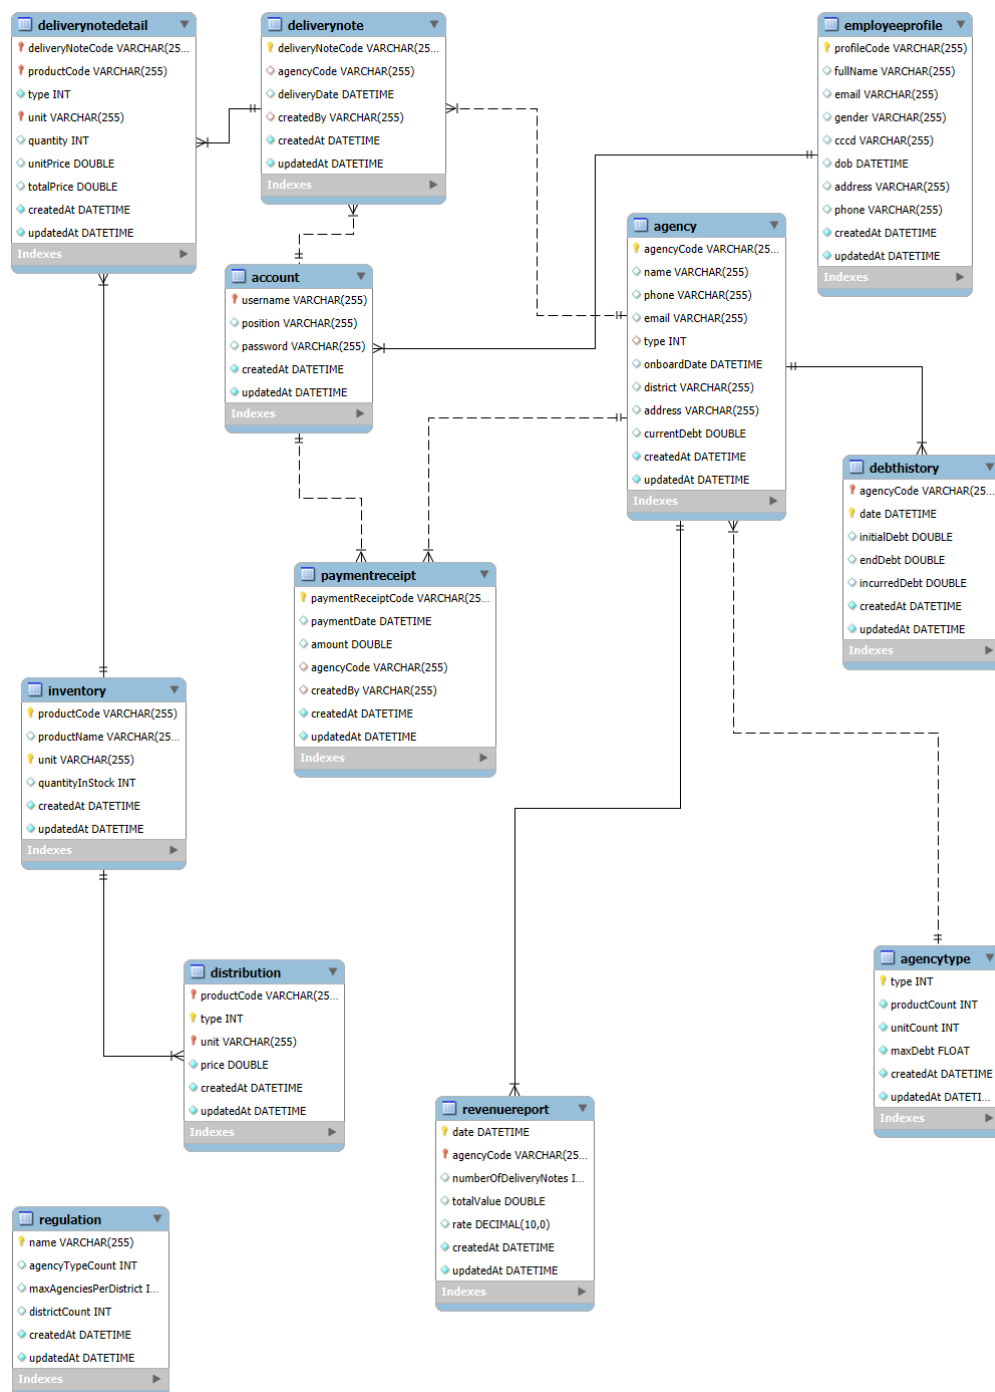 deliverynotedetail
deliveryNoteCode VARCHAR(25...
productCode VARCHAR(255)
type INT
unit VARCHAR(255)
quantity INT
unitPrice DOUBLE
totalPrice DOUBLE
createdAt DATETIME
updatedAt DATETIME
Indexes
deliverynote
deliveryNoteCode VARCHAR(25...
agencyCode VARCHAR(255)
deliveryDate DATETIME
createdBy VARCHAR(255)
createdAt DATETIME
updatedAt DATETIME
Indexes
employeeprofile
profileCode VARCHAR(255)
fullName VARCHAR(255)
email VARCHAR(255)
gender VARCHAR(255)
cccd VARCHAR(255)
dob DATETIME
address VARCHAR(255)
phone VARCHAR(255)
createdAt DATETIME
updatedAt DATETIME
Indexes
agency
agencyCode VARCHAR(25...
name VARCHAR(255)
phone VARCHAR(255)
email VARCHAR(255)
type INT
onboardDate DATETIME
district VARCHAR(255)
address VARCHAR(255)
currentDebt DOUBLE
createdAt DATETIME
updatedAt DATETIME
Indexes
account
username VARCHAR(255)
position VARCHAR(255)
password VARCHAR(255)
createdAt DATETIME
updatedAt DATETIME
Indexes
debthistory
agencyCode VARCHAR(25...
date DATETIME
initialDebt DOUBLE
endDebt DOUBLE
incurredDebt DOUBLE
createdAt DATETIME
updatedAt DATETIME
Indexes
paymentreceipt
paymentReceiptCode VARCHAR(25...
paymentDate DATETIME
amount DOUBLE
agencyCode VARCHAR(255)
createdBy VARCHAR(255)
createdAt DATETIME
updatedAt DATETIME
Indexes
inventory
productCode VARCHAR(255)
productName VARCHAR(25...
unit VARCHAR(255)
quantityInStock INT
createdAt DATETIME
updatedAt DATETIME
Indexes
distribution
productCode VARCHAR(25...
type INT
unit VARCHAR(255)
price DOUBLE
createdAt DATETIME
updatedAt DATETIME
Indexes
agencytype
type INT
productCount INT
unitCount INT
maxDebt FLOAT
createdAt DATETIME
updatedAt DATETI...
Indexes
revenuereport
date DATETIME
agencyCode VARCHAR(25...
numberOfDeliveryNotes I...
totalValue DOUBLE
rate DECIMAL(10,0)
createdAt DATETIME
updatedAt DATETIME
Indexes
regulation
name VARCHAR(255)
agencyTypeCount INT
maxAgenciesPerDistrict I...
districtCount INT
createdAt DATETIME
updatedAt DATETIME
Indexes